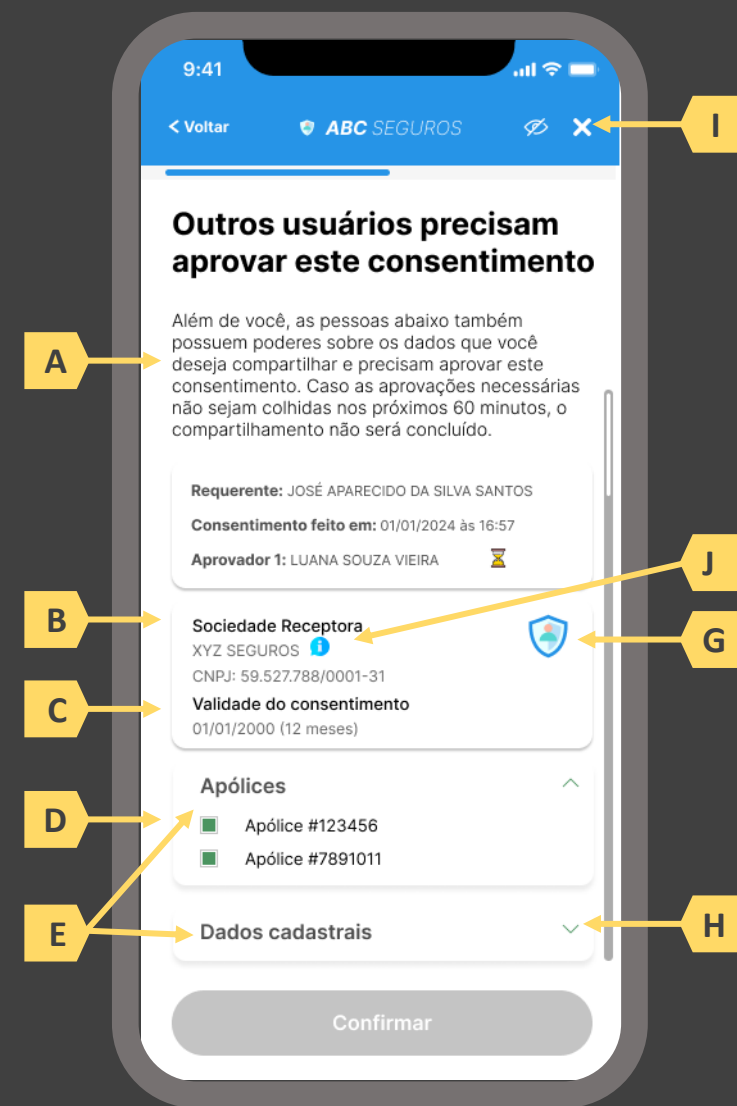 9:41
< Voltar
ABC SEGUROS
I
Outros usuários precisam
aprovar este consentimento
A
Além de você, as pessoas abaixo também
possuem poderes sobre os dados que você
deseja compartilhar e precisam aprovar este
consentimento. Caso as aprovações necessárias
não sejam colhidas nos próximos 60 minutos, o
compartilhamento não será concluído.
Requerente: JOSÉ APARECIDO DA SILVA SANTOS
Consentimento feito em: 01/01/2024 às 16:57
Aprovador 1: LUANA SOUZA VIEIRA
J
B
Sociedade Receptora
G
XYZ SEGUROS
CNPJ: 59.527.788/0001-31
C
Validade do consentimento
01/01/2000 (12 meses)
Apólices
D
Apólice #123456
Apólice #7891011
E
Dados cadastrais
H
Confirmar